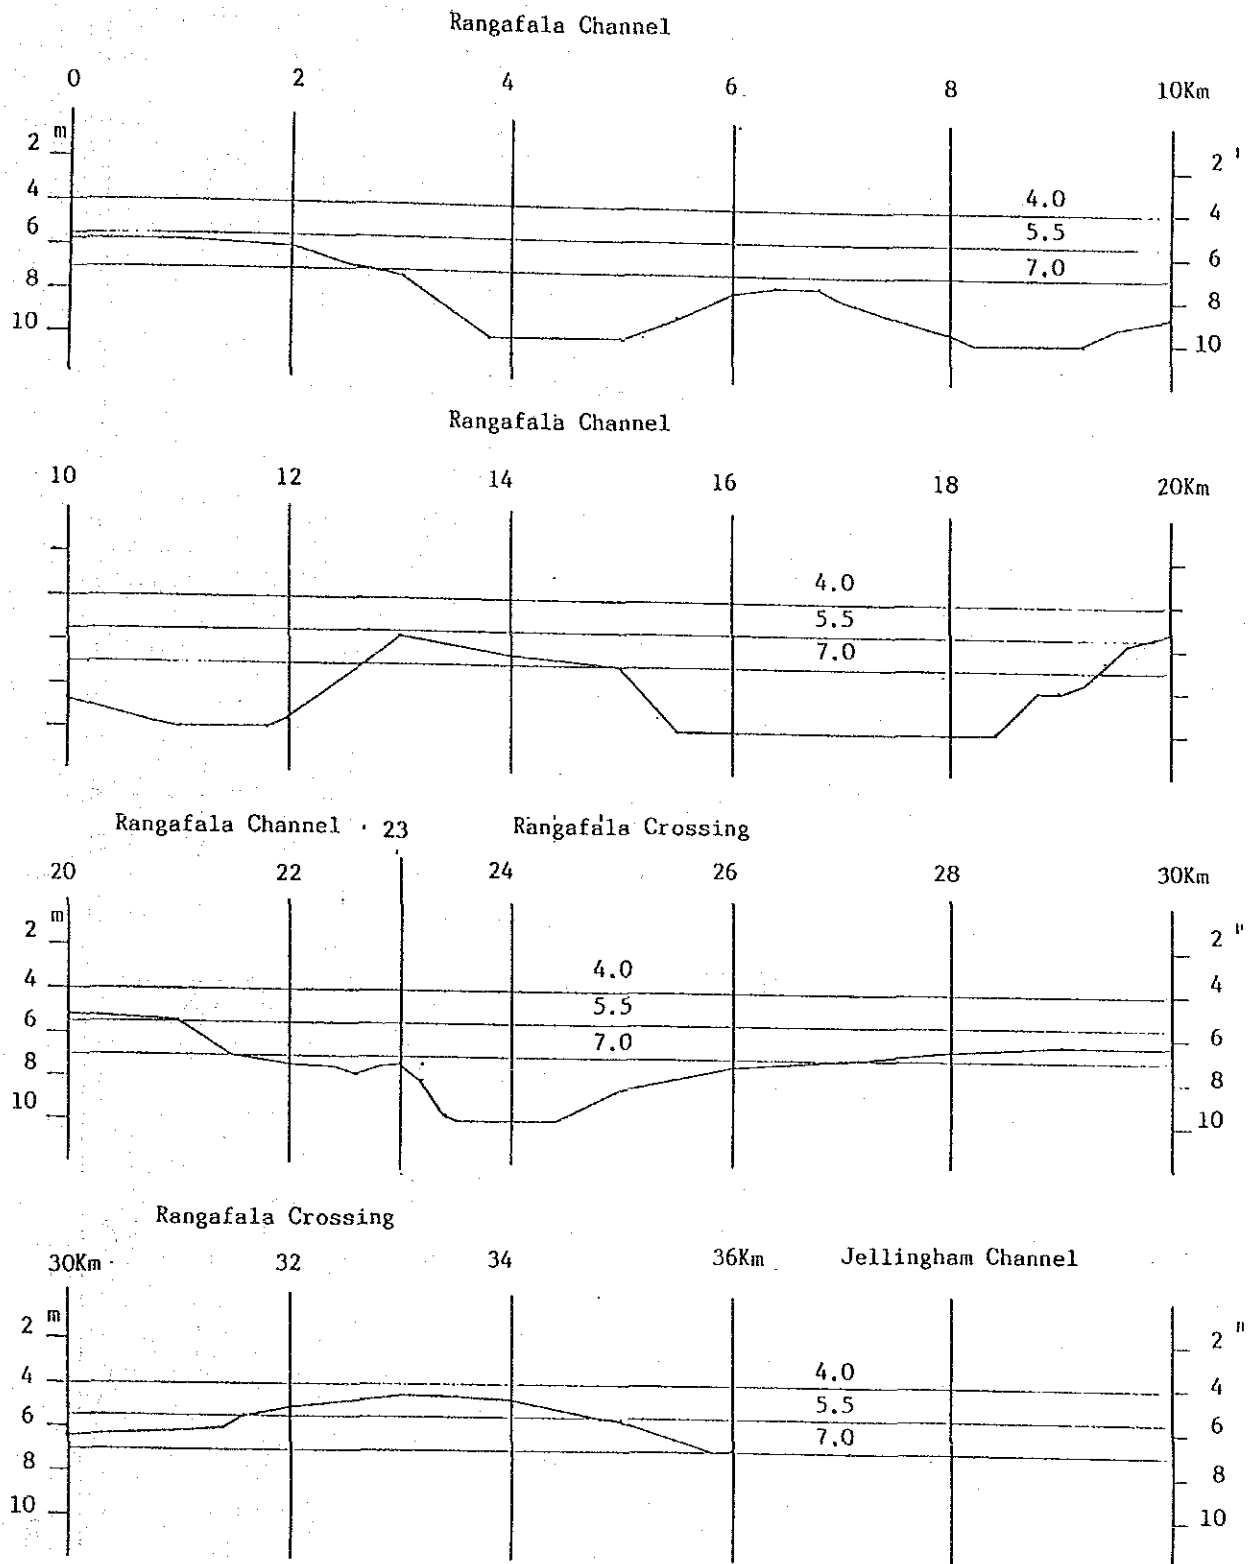 Rangafala Channel
0 2 4 6 8 10Km
m
2 2
4 4.0 4
5.5
6 7.0 6
8 8
10 10
Rangafala Channel
10 12 14 16 18 20Km
4.0
5.5
7.0
Rangafala Channel 23 Rangafala Crossing
20 22 24 26 28 30Km
m
2 2
4 4.0 4
5.5
6 7.0 6
8 8
10 10
Rangafala Crossing
30Km 32 34 36Km Jellingham Channel
m
2 2
4 4.0 4
5.5
6 7.0 6
8 8
10 10